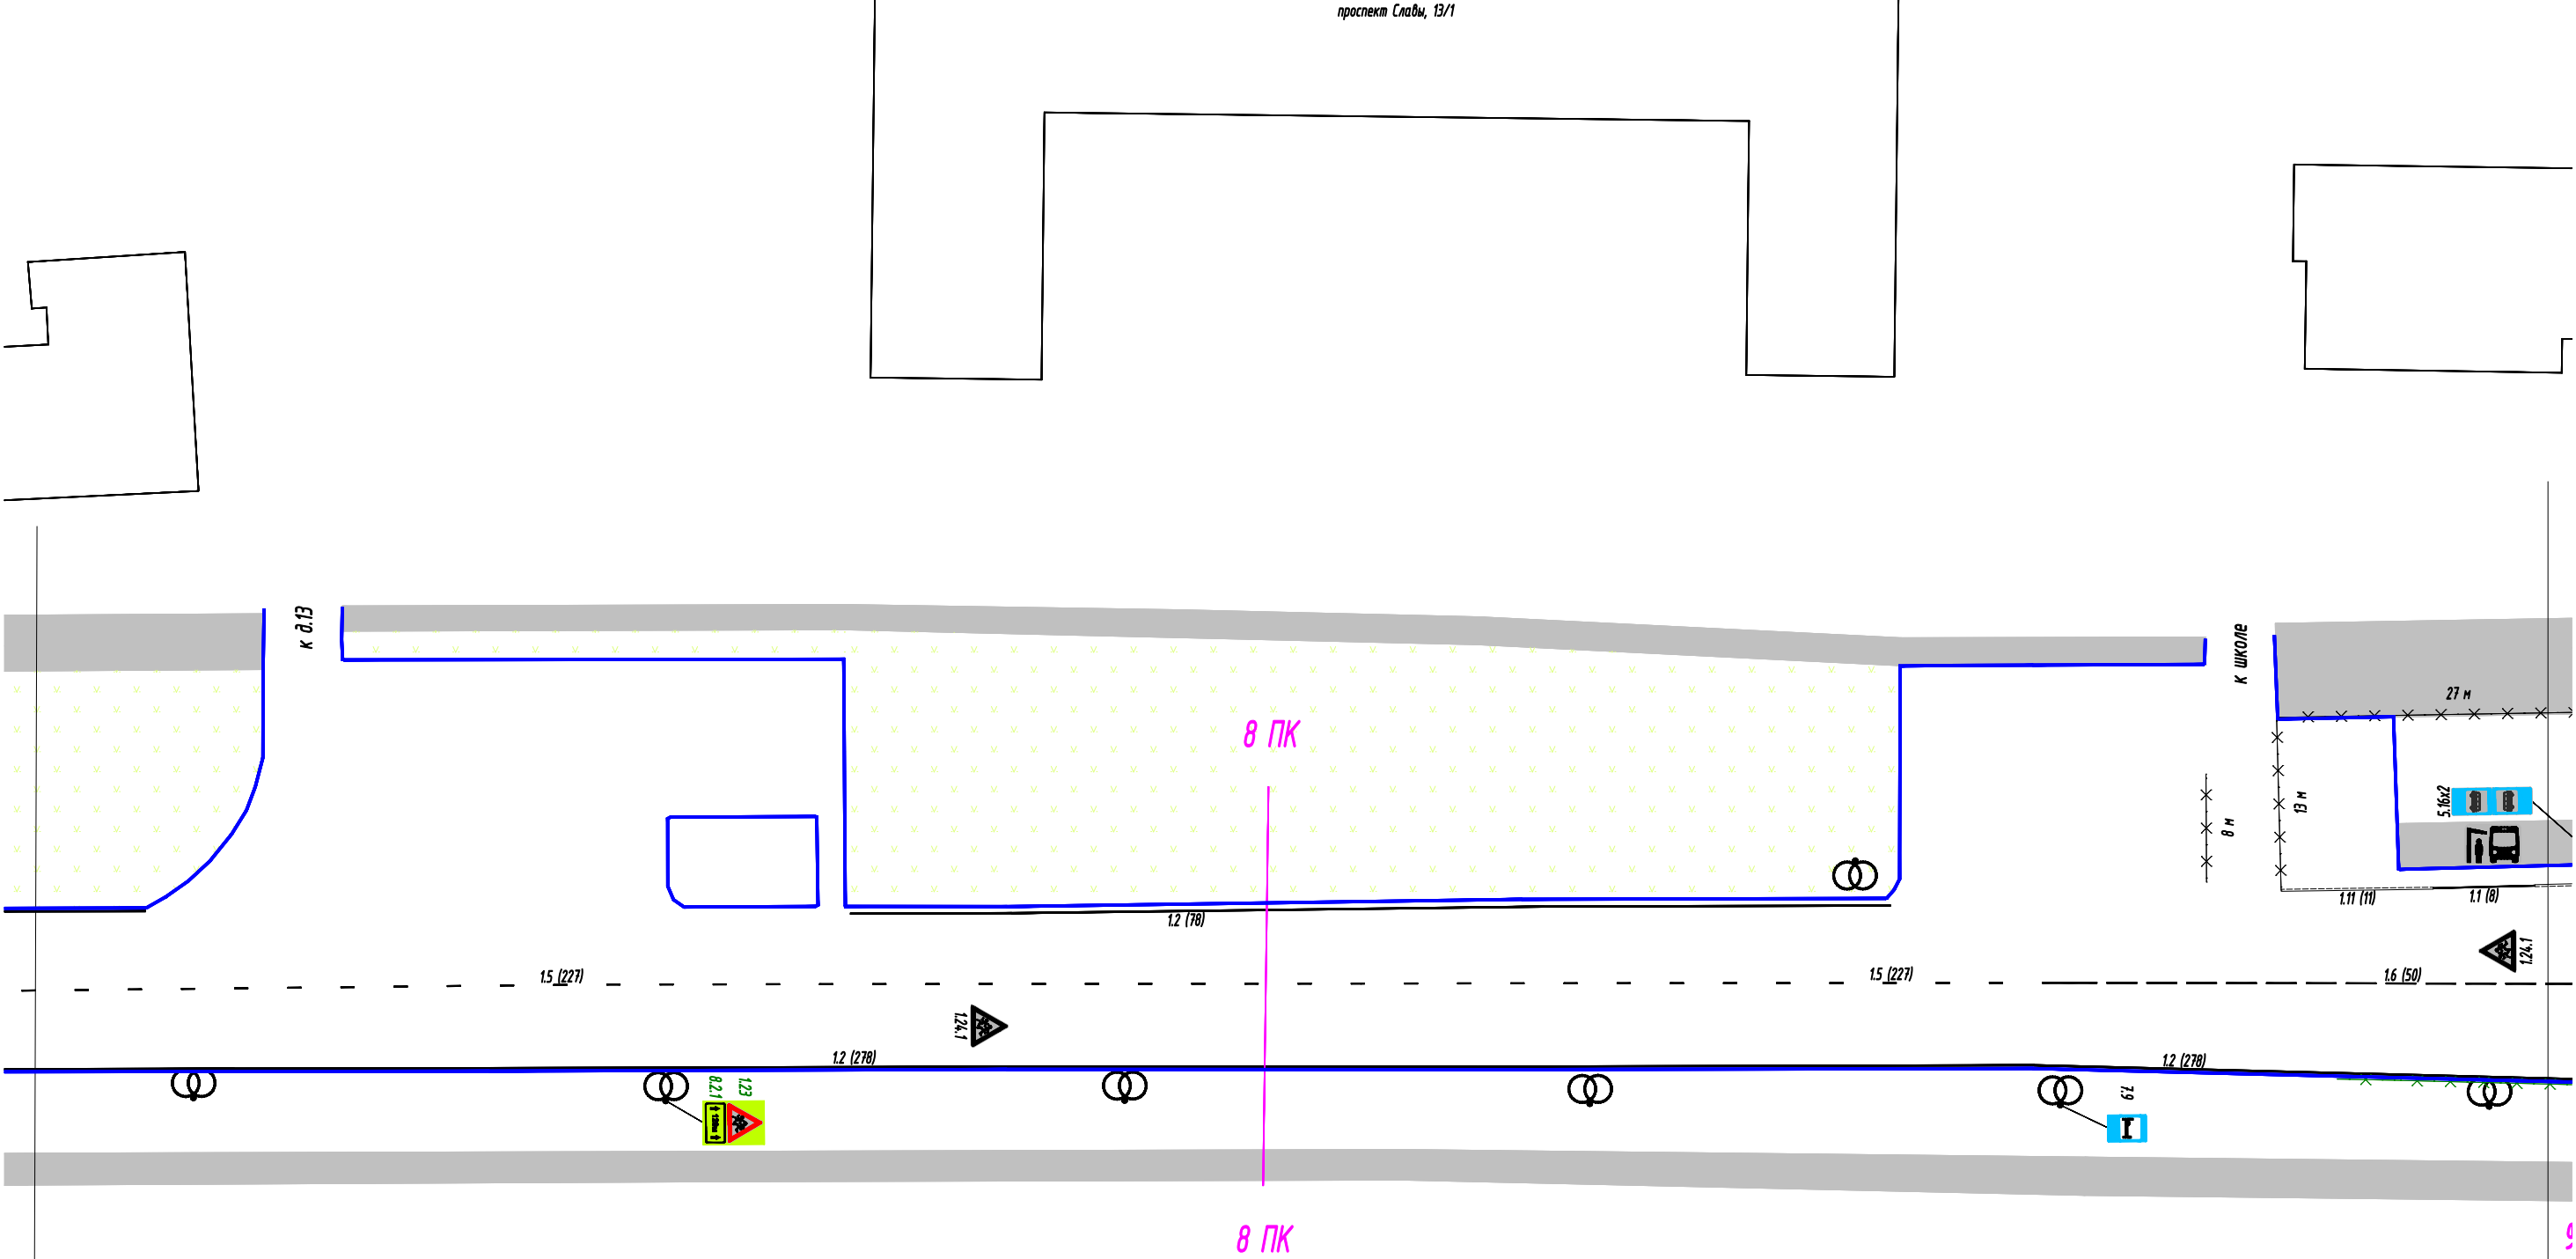 проспект Славы, 13/1
к д.13
к школе
27 м
8 ПК
5.16х2
13 м
8 м
1.11 (11)
1.1 (8)
1.2 (78)
1.24.1
1.5 (227)
1.5 (227)
1.6 (50)
1.24.1
1.2 (278)
1.2 (278)
8.2.1
1.23
7.9
8 ПК